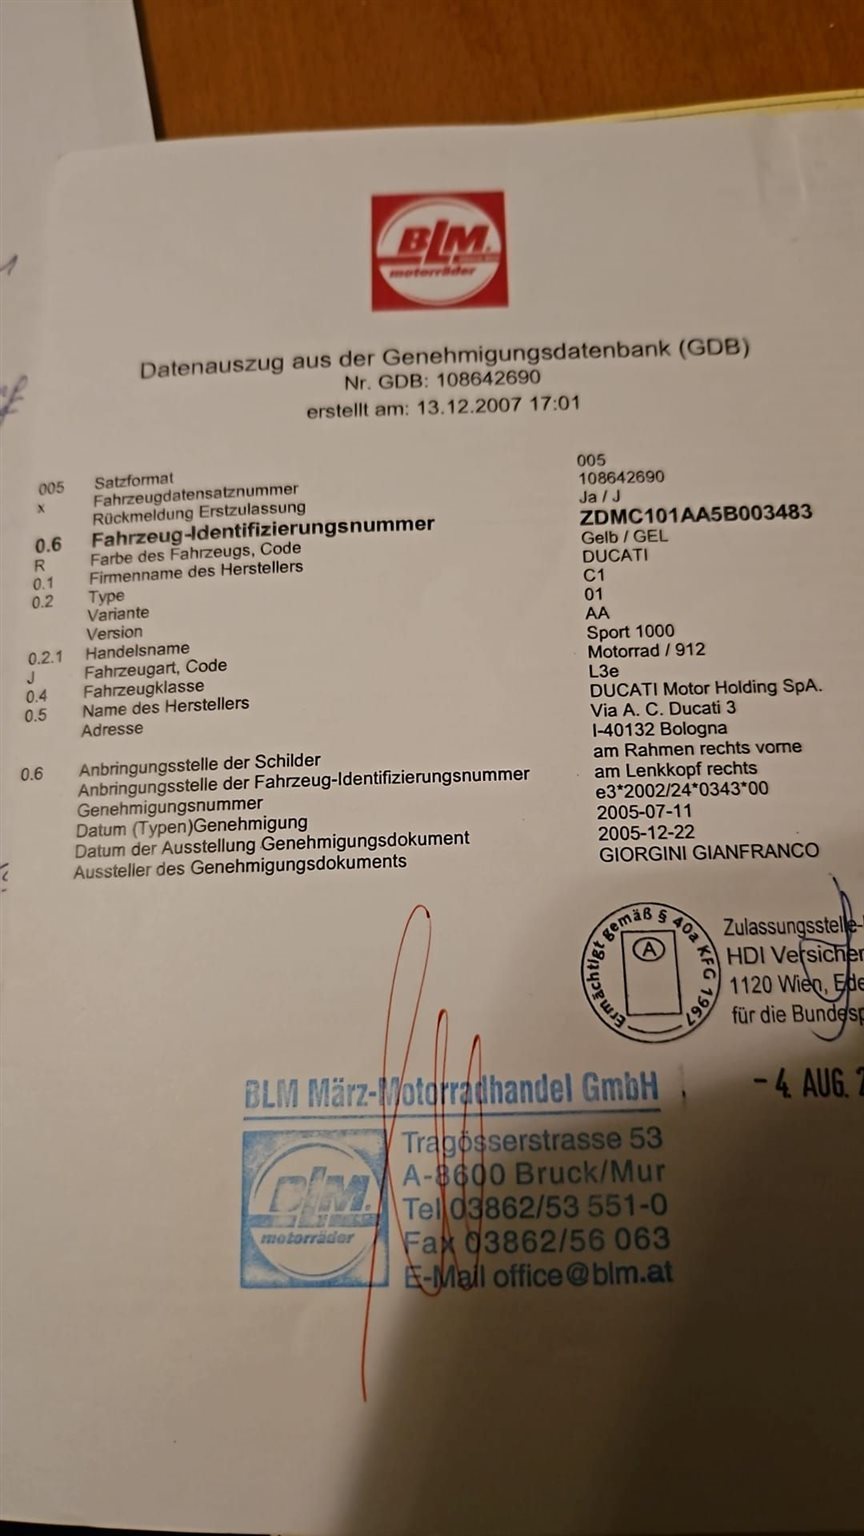 BLM.
motorräder
Datenauszug aus der Genehmigungsdatenbank (GDB)
Nr. GDB: 108642690
erstellt am: 13.12.2007 17:01
005 Satzformat 005
x Fahrzeugdatensatznummer 108642690
Rückmeldung Erstzulassung Ja / J
0.6 Fahrzeug-Identifizierungsnummer ZDMC101AA5B003483
R Farbe des Fahrzeugs, Code Gelb / GEL
0.1 Firmenname des Herstellers DUCATI
0.2 Type C1
Variante 01
Version AA
0.2.1 Handelsname Sport 1000
J Fahrzeugart, Code Motorrad / 912
0.4 Fahrzeugklasse L3e
0.5 Name des Herstellers DUCATI Motor Holding SpA.
Adresse Via A. C. Ducati 3
I-40132 Bologna
0.6 Anbringungsstelle der Schilder am Rahmen rechts vorne
Anbringungsstelle der Fahrzeug-Identifizierungsnummer am Lenkkopf rechts
Genehmigungsnummer e3*2002/24*0343*00
Datum (Typen)Genehmigung 2005-07-11
Datum der Ausstellung Genehmigungsdokument 2005-12-22
Aussteller des Genehmigungsdokuments GIORGINI GIANFRANCO
Ermächtigt gemäß § 40a KFG 1967
A
Zulassungsstelle-
HDI Versicher
1120 Wien, Ede
für die Bundesp
- 4. AUG. 2
BLM März-Motorradhandel GmbH
BLM.
motorräder
Tragösserstrasse 53
A-8600 Bruck/Mur
Tel 03862/53 551-0
Fax 03862/56 063
E-Mail office@blm.at